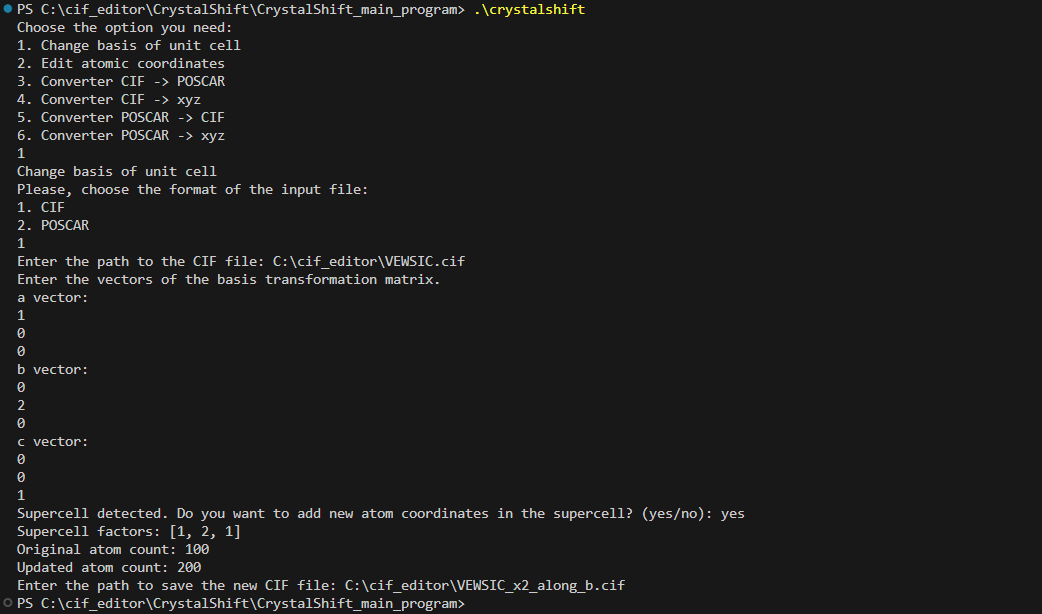 PS C:\cif_editor\CrystalShift\CrystalShift_main_program> .\crystalshift
Choose the option you need:
1. Change basis of unit cell
2. Edit atomic coordinates
3. Converter CIF -> POSCAR
4. Converter CIF -> xyz
5. Converter POSCAR -> CIF
6. Converter POSCAR -> xyz
1
Change basis of unit cell
Please, choose the format of the input file:
1. CIF
2. POSCAR
1
Enter the path to the CIF file: C:\cif_editor\VEWSIC.cif
Enter the vectors of the basis transformation matrix.
a vector:
1
0
0
b vector:
0
2
0
c vector:
0
0
1
Supercell detected. Do you want to add new atom coordinates in the supercell? (yes/no): yes
Supercell factors: [1, 2, 1]
Original atom count: 100
Updated atom count: 200
Enter the path to save the new CIF file: C:\cif_editor\VEWSIC_x2_along_b.cif
PS C:\cif_editor\CrystalShift\CrystalShift_main_program>